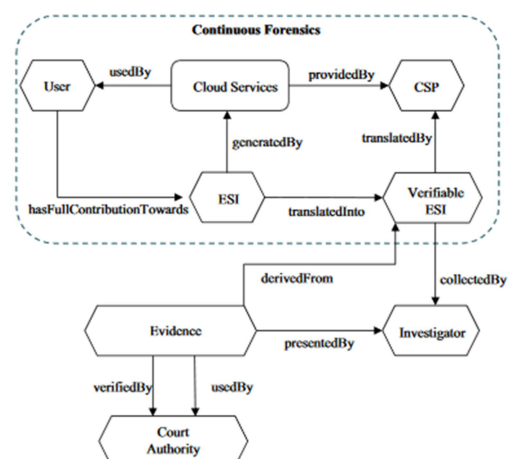 Continuous Forensics
usedBy
providedBy
User
Cloud Services
CSP
generatedBy
translatedBy
hasFullContributionTowards
ESI
translatedInto
Verifiable
ESI
derivedFrom
collectedBy
Evidence
presentedBy
Investigator
verifiedBy
usedBy
Court
Authority